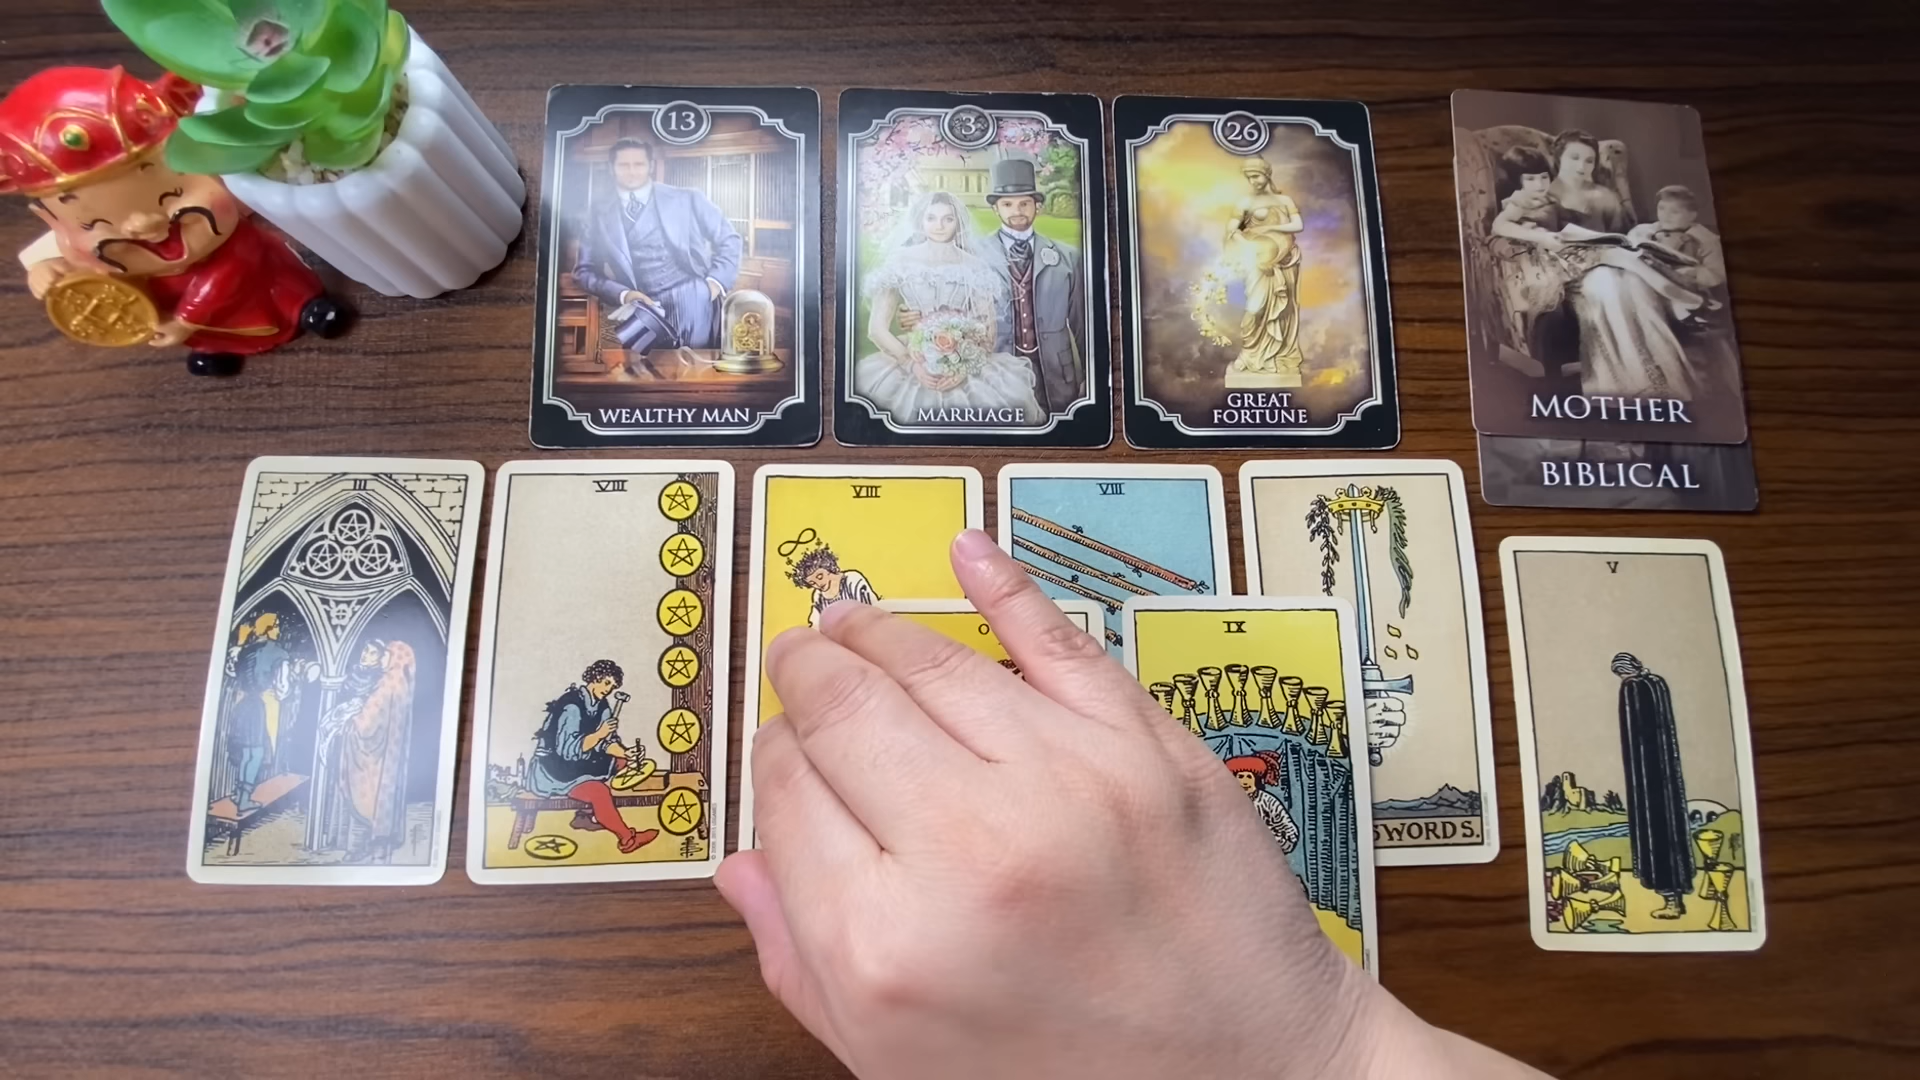 13
WEALTHY MAN
3
MARRIAGE
26
GREAT
FORTUNE
MOTHER
BIBLICAL
III
VIII
VIII
VIII
O
IX
SWORDS.
V